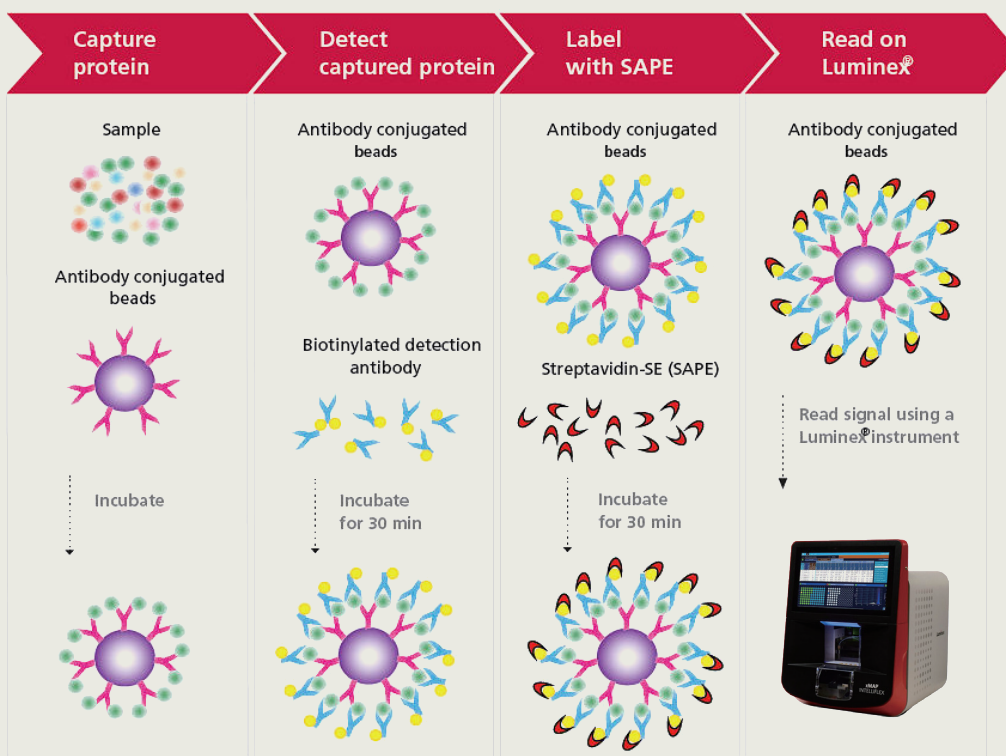 Capture
protein
Detect
captured protein
Label
with SAPE
Read on
Luminex®
Sample
Antibody conjugated
beads
Incubate
Antibody conjugated
beads
Biotinylated detection
antibody
Incubate
for 30 min
Antibody conjugated
beads
Streptavidin-SE (SAPE)
Incubate
for 30 min
Antibody conjugated
beads
Read signal using a
Luminex® instrument
xMAP
INTELLIFLEX